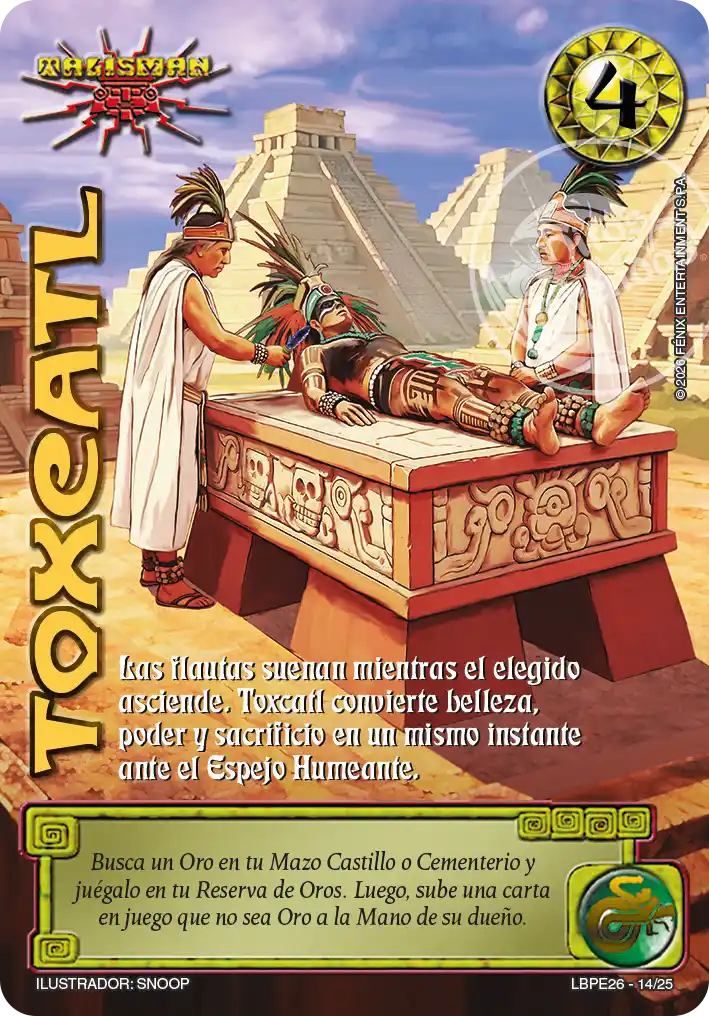 TALISMAN
4
TOXCATL
© 2026 FÉNIX ENTERTAINMENT S.P.A.
Las flautas suenan mientras el elegido
asciende. Toxcatl convierte belleza,
poder y sacrificio en un mismo instante
ante el Espejo Humeante.
Busca un Oro en tu Mazo Castillo o Cementerio y
juégalo en tu Reserva de Oros. Luego, sube una carta
en juego que no sea Oro a la Mano de su dueño.
ILUSTRADOR: SNOOP
LBPE26 - 14/25